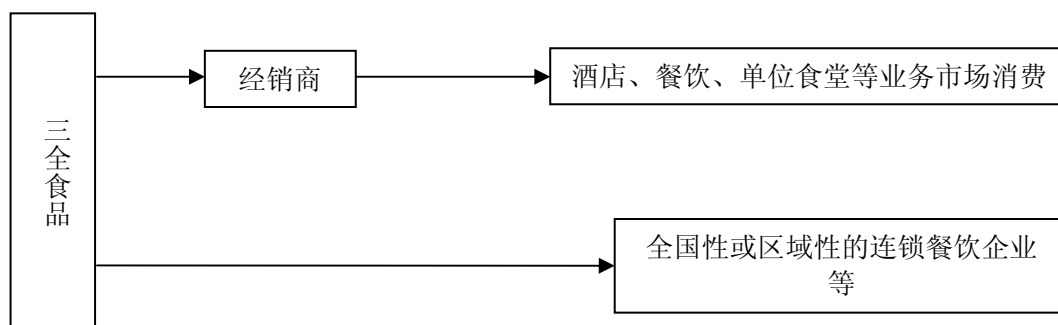 三全食品
经销商
酒店、餐饮、单位食堂等业务市场消费
全国性或区域性的连锁餐饮企业
等